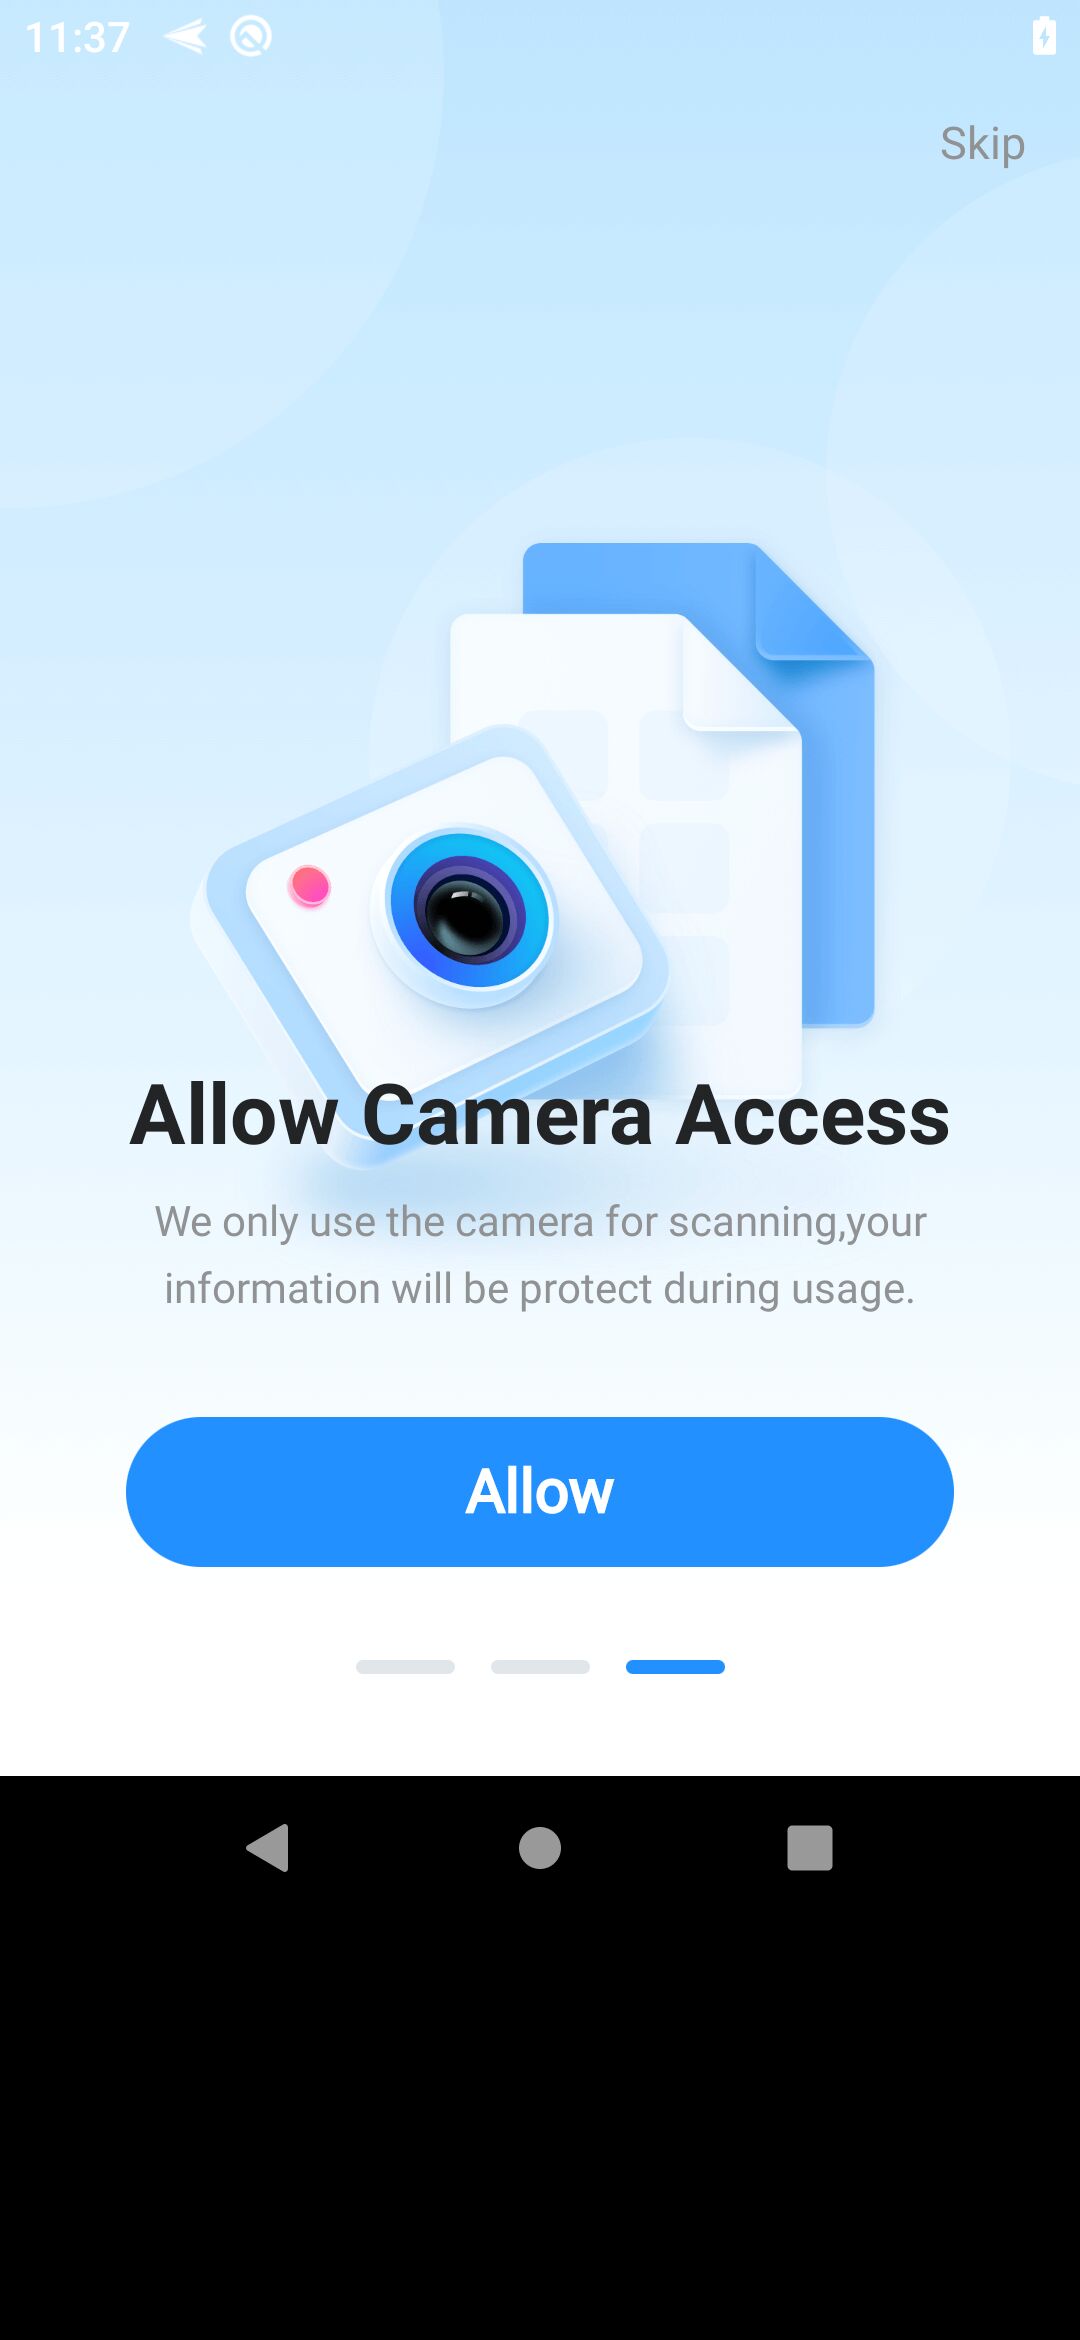 11:37
Skip
Allow Camera Access
We only use the camera for scanning,your
information will be protect during usage.
Allow